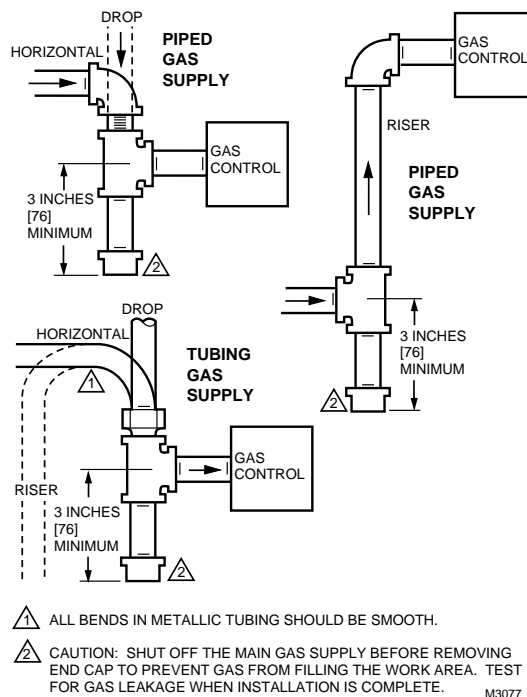 DROP
HORIZONTAL
PIPED
GAS
SUPPLY
GAS
CONTROL
3 INCHES
[76]
MINIMUM
2
GAS
CONTROL
RISER
PIPED
GAS
SUPPLY
3 INCHES
[76]
MINIMUM
2
DROP
HORIZONTAL
1
TUBING
GAS
SUPPLY
GAS
CONTROL
RISER
3 INCHES
[76]
MINIMUM
2
1 ALL BENDS IN METALLIC TUBING SHOULD BE SMOOTH.
2 CAUTION: SHUT OFF THE MAIN GAS SUPPLY BEFORE REMOVING
END CAP TO PREVENT GAS FROM FILLING THE WORK AREA. TEST
FOR GAS LEAKAGE WHEN INSTALLATION IS COMPLETE.
M3077